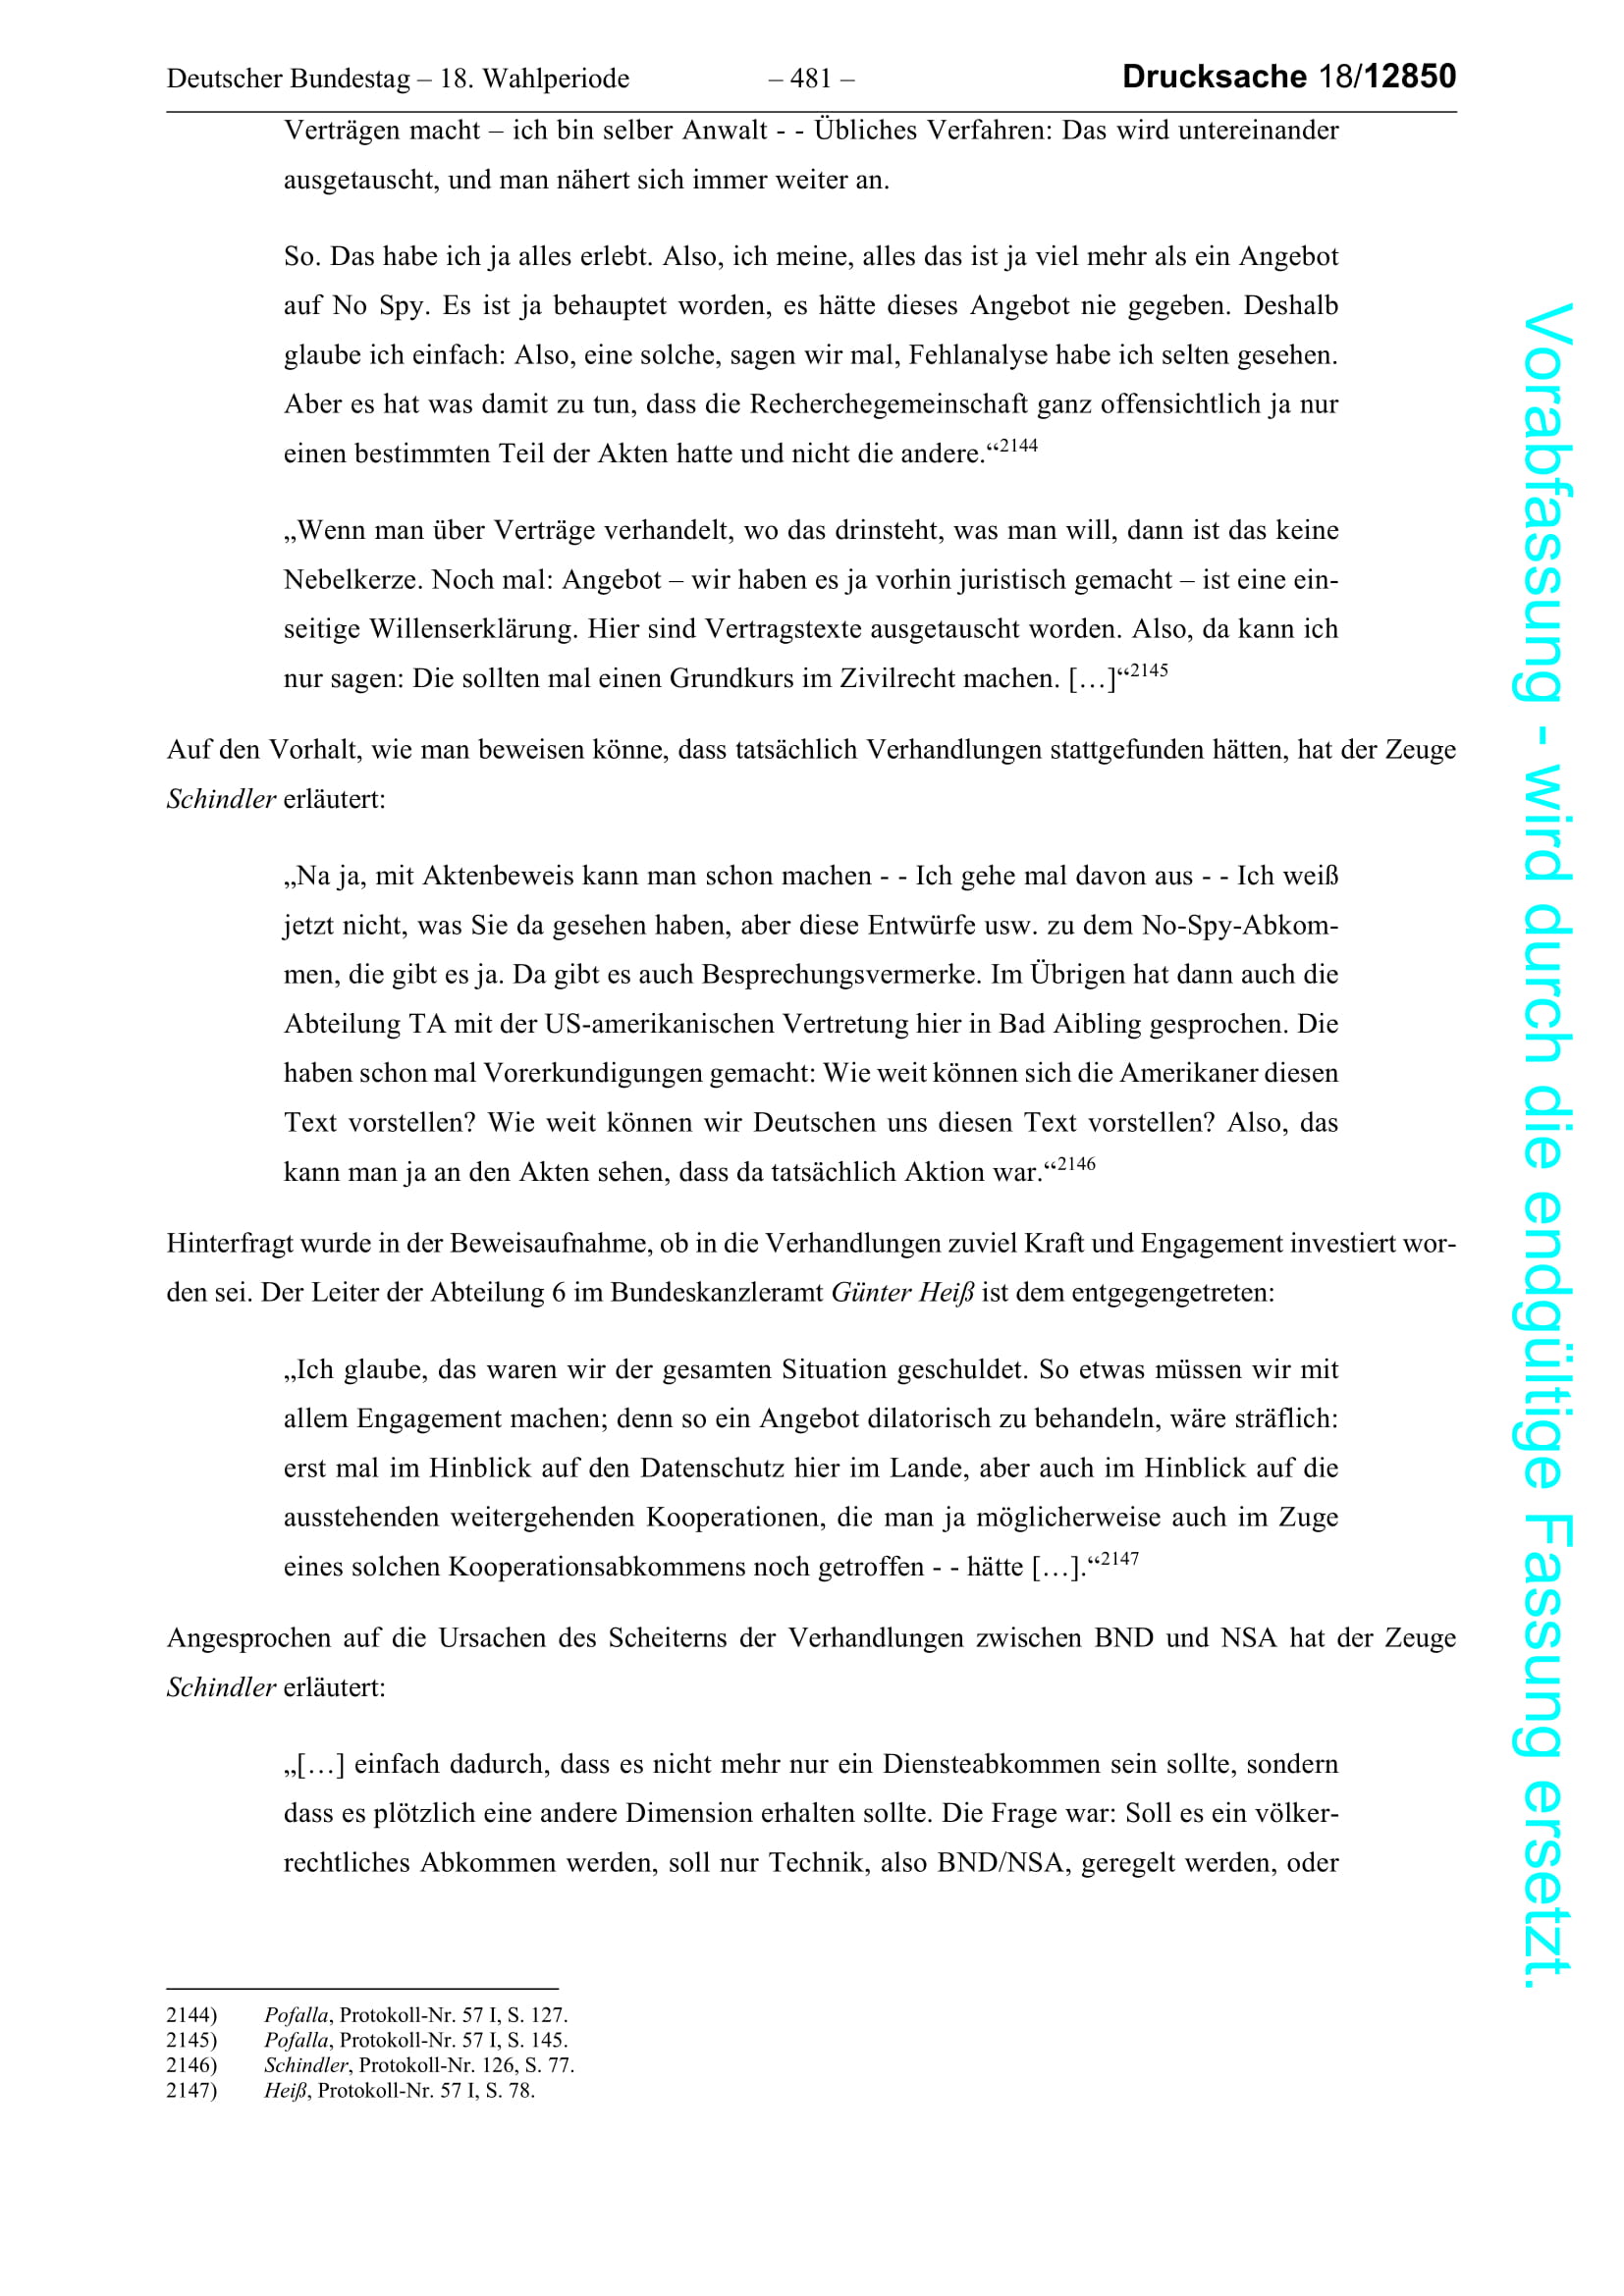 Deutscher Bundestag – 18. Wahlperiode – 481 – Drucksache 18/12850
Verträgen macht – ich bin selber Anwalt - - Übliches Verfahren: Das wird untereinander
ausgetauscht, und man nähert sich immer weiter an.
So. Das habe ich ja alles erlebt. Also, ich meine, alles das ist ja viel mehr als ein Angebot
auf No Spy. Es ist ja behauptet worden, es hätte dieses Angebot nie gegeben. Deshalb
glaube ich einfach: Also, eine solche, sagen wir mal, Fehlanalyse habe ich selten gesehen.
Aber es hat was damit zu tun, dass die Recherchegemeinschaft ganz offensichtlich ja nur
einen bestimmten Teil der Akten hatte und nicht die andere.“2144
„Wenn man über Verträge verhandelt, wo das drinsteht, was man will, dann ist das keine
Nebelkerze. Noch mal: Angebot – wir haben es ja vorhin juristisch gemacht – ist eine ein-
seitige Willenserklärung. Hier sind Vertragstexte ausgetauscht worden. Also, da kann ich
nur sagen: Die sollten mal einen Grundkurs im Zivilrecht machen. […]“2145
Auf den Vorhalt, wie man beweisen könne, dass tatsächlich Verhandlungen stattgefunden hätten, hat der Zeuge
Schindler erläutert:
„Na ja, mit Aktenbeweis kann man schon machen - - Ich gehe mal davon aus - - Ich weiß
jetzt nicht, was Sie da gesehen haben, aber diese Entwürfe usw. zu dem No-Spy-Abkom-
men, die gibt es ja. Da gibt es auch Besprechungsvermerke. Im Übrigen hat dann auch die
Abteilung TA mit der US-amerikanischen Vertretung hier in Bad Aibling gesprochen. Die
haben schon mal Vorerkundigungen gemacht: Wie weit können sich die Amerikaner diesen
Text vorstellen? Wie weit können wir Deutschen uns diesen Text vorstellen? Also, das
kann man ja an den Akten sehen, dass da tatsächlich Aktion war.“2146
Hinterfragt wurde in der Beweisaufnahme, ob in die Verhandlungen zuviel Kraft und Engagement investiert wor-
den sei. Der Leiter der Abteilung 6 im Bundeskanzleramt Günter Heiß ist dem entgegengetreten:
„Ich glaube, das waren wir der gesamten Situation geschuldet. So etwas müssen wir mit
allem Engagement machen; denn so ein Angebot dilatorisch zu behandeln, wäre sträflich:
erst mal im Hinblick auf den Datenschutz hier im Lande, aber auch im Hinblick auf die
ausstehenden weitergehenden Kooperationen, die man ja möglicherweise auch im Zuge
eines solchen Kooperationsabkommens noch getroffen - - hätte […].“2147
Angesprochen auf die Ursachen des Scheiterns der Verhandlungen zwischen BND und NSA hat der Zeuge
Schindler erläutert:
„[…] einfach dadurch, dass es nicht mehr nur ein Diensteabkommen sein sollte, sondern
dass es plötzlich eine andere Dimension erhalten sollte. Die Frage war: Soll es ein völker-
rechtliches Abkommen werden, soll nur Technik, also BND/NSA, geregelt werden, oder
2144) Pofalla, Protokoll-Nr. 57 I, S. 127.
2145) Pofalla, Protokoll-Nr. 57 I, S. 145.
2146) Schindler, Protokoll-Nr. 126, S. 77.
2147) Heiß, Protokoll-Nr. 57 I, S. 78.
Vorabfassung - wird durch die endgültige Fassung ersetzt.